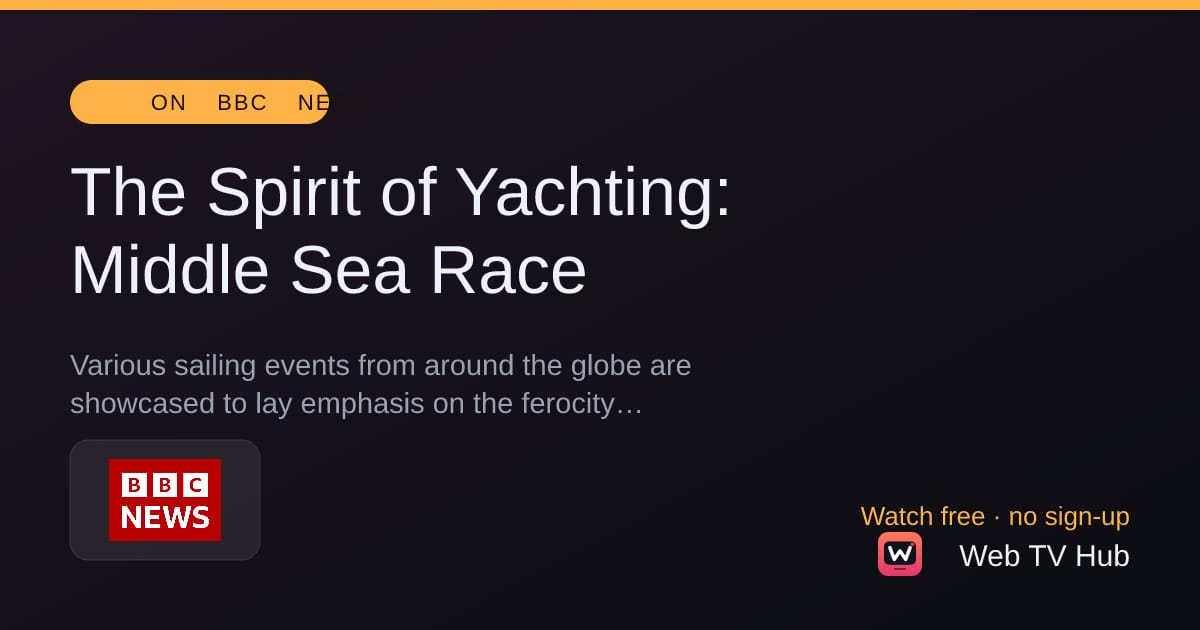 ON BBC NEWS
The Spirit of Yachting:
Middle Sea Race
Various sailing events from around the globe are
showcased to lay emphasis on the ferocity…
BBC
NEWS
Watch free · no sign-up
W Web TV Hub